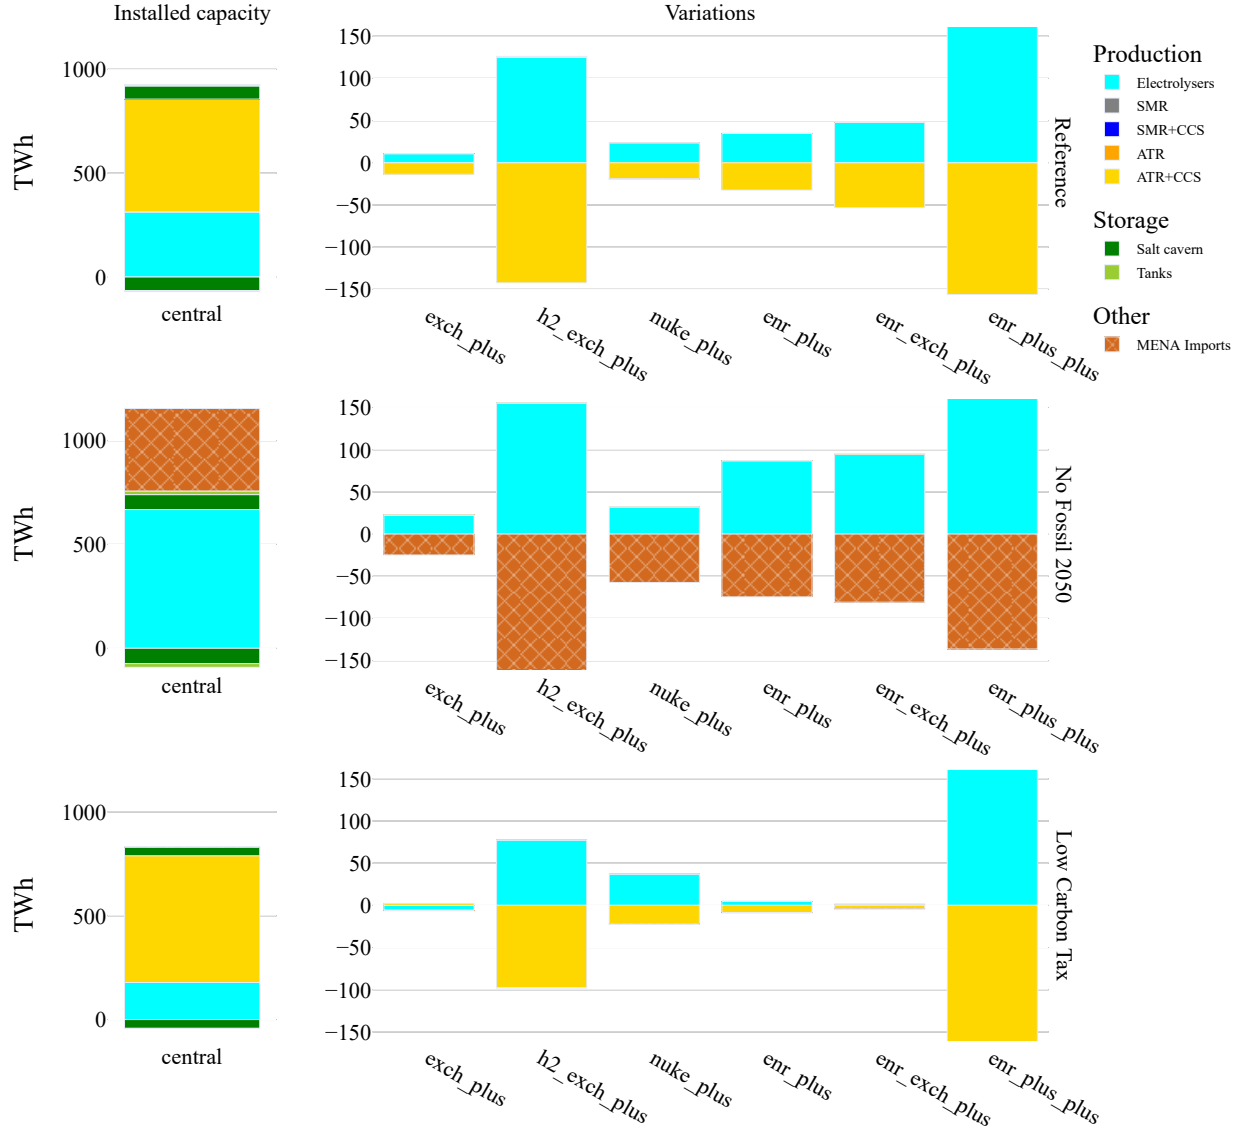 Installed capacity
Variations
TWh
1000
500
0
central
150
100
50
0
−50
−100
−150
exch_plus
h2_exch_plus
nuke_plus
enr_plus
enr_exch_plus
enr_plus_plus
Reference
Production
Electrolysers
SMR
SMR+CCS
ATR
ATR+CCS
Storage
Salt cavern
Tanks
Other
MENA Imports
TWh
1000
500
0
central
150
100
50
0
−50
−100
−150
exch_plus
h2_exch_plus
nuke_plus
enr_plus
enr_exch_plus
enr_plus_plus
No Fossil 2050
TWh
1000
500
0
central
150
100
50
0
−50
−100
−150
exch_plus
h2_exch_plus
nuke_plus
enr_plus
enr_exch_plus
enr_plus_plus
Low Carbon Tax